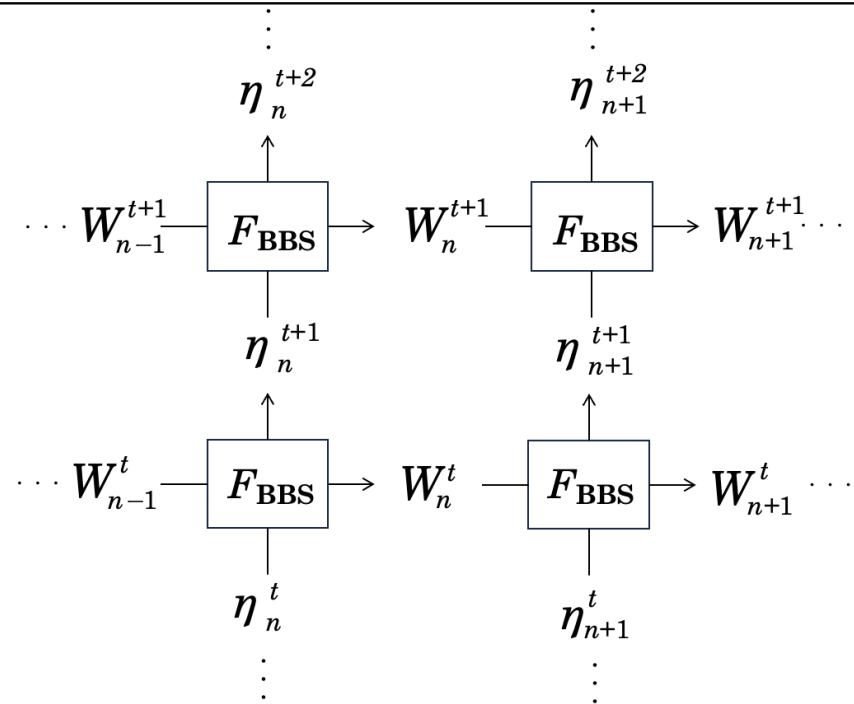 η_n^{t+2} η_{n+1}^{t+2}
··· W_{n-1}^{t+1} F_BBS W_n^{t+1} F_BBS W_{n+1}^{t+1} ···
η_n^{t+1} η_{n+1}^{t+1}
··· W_{n-1}^t F_BBS W_n^t F_BBS W_{n+1}^t ···
η_n^t η_{n+1}^t